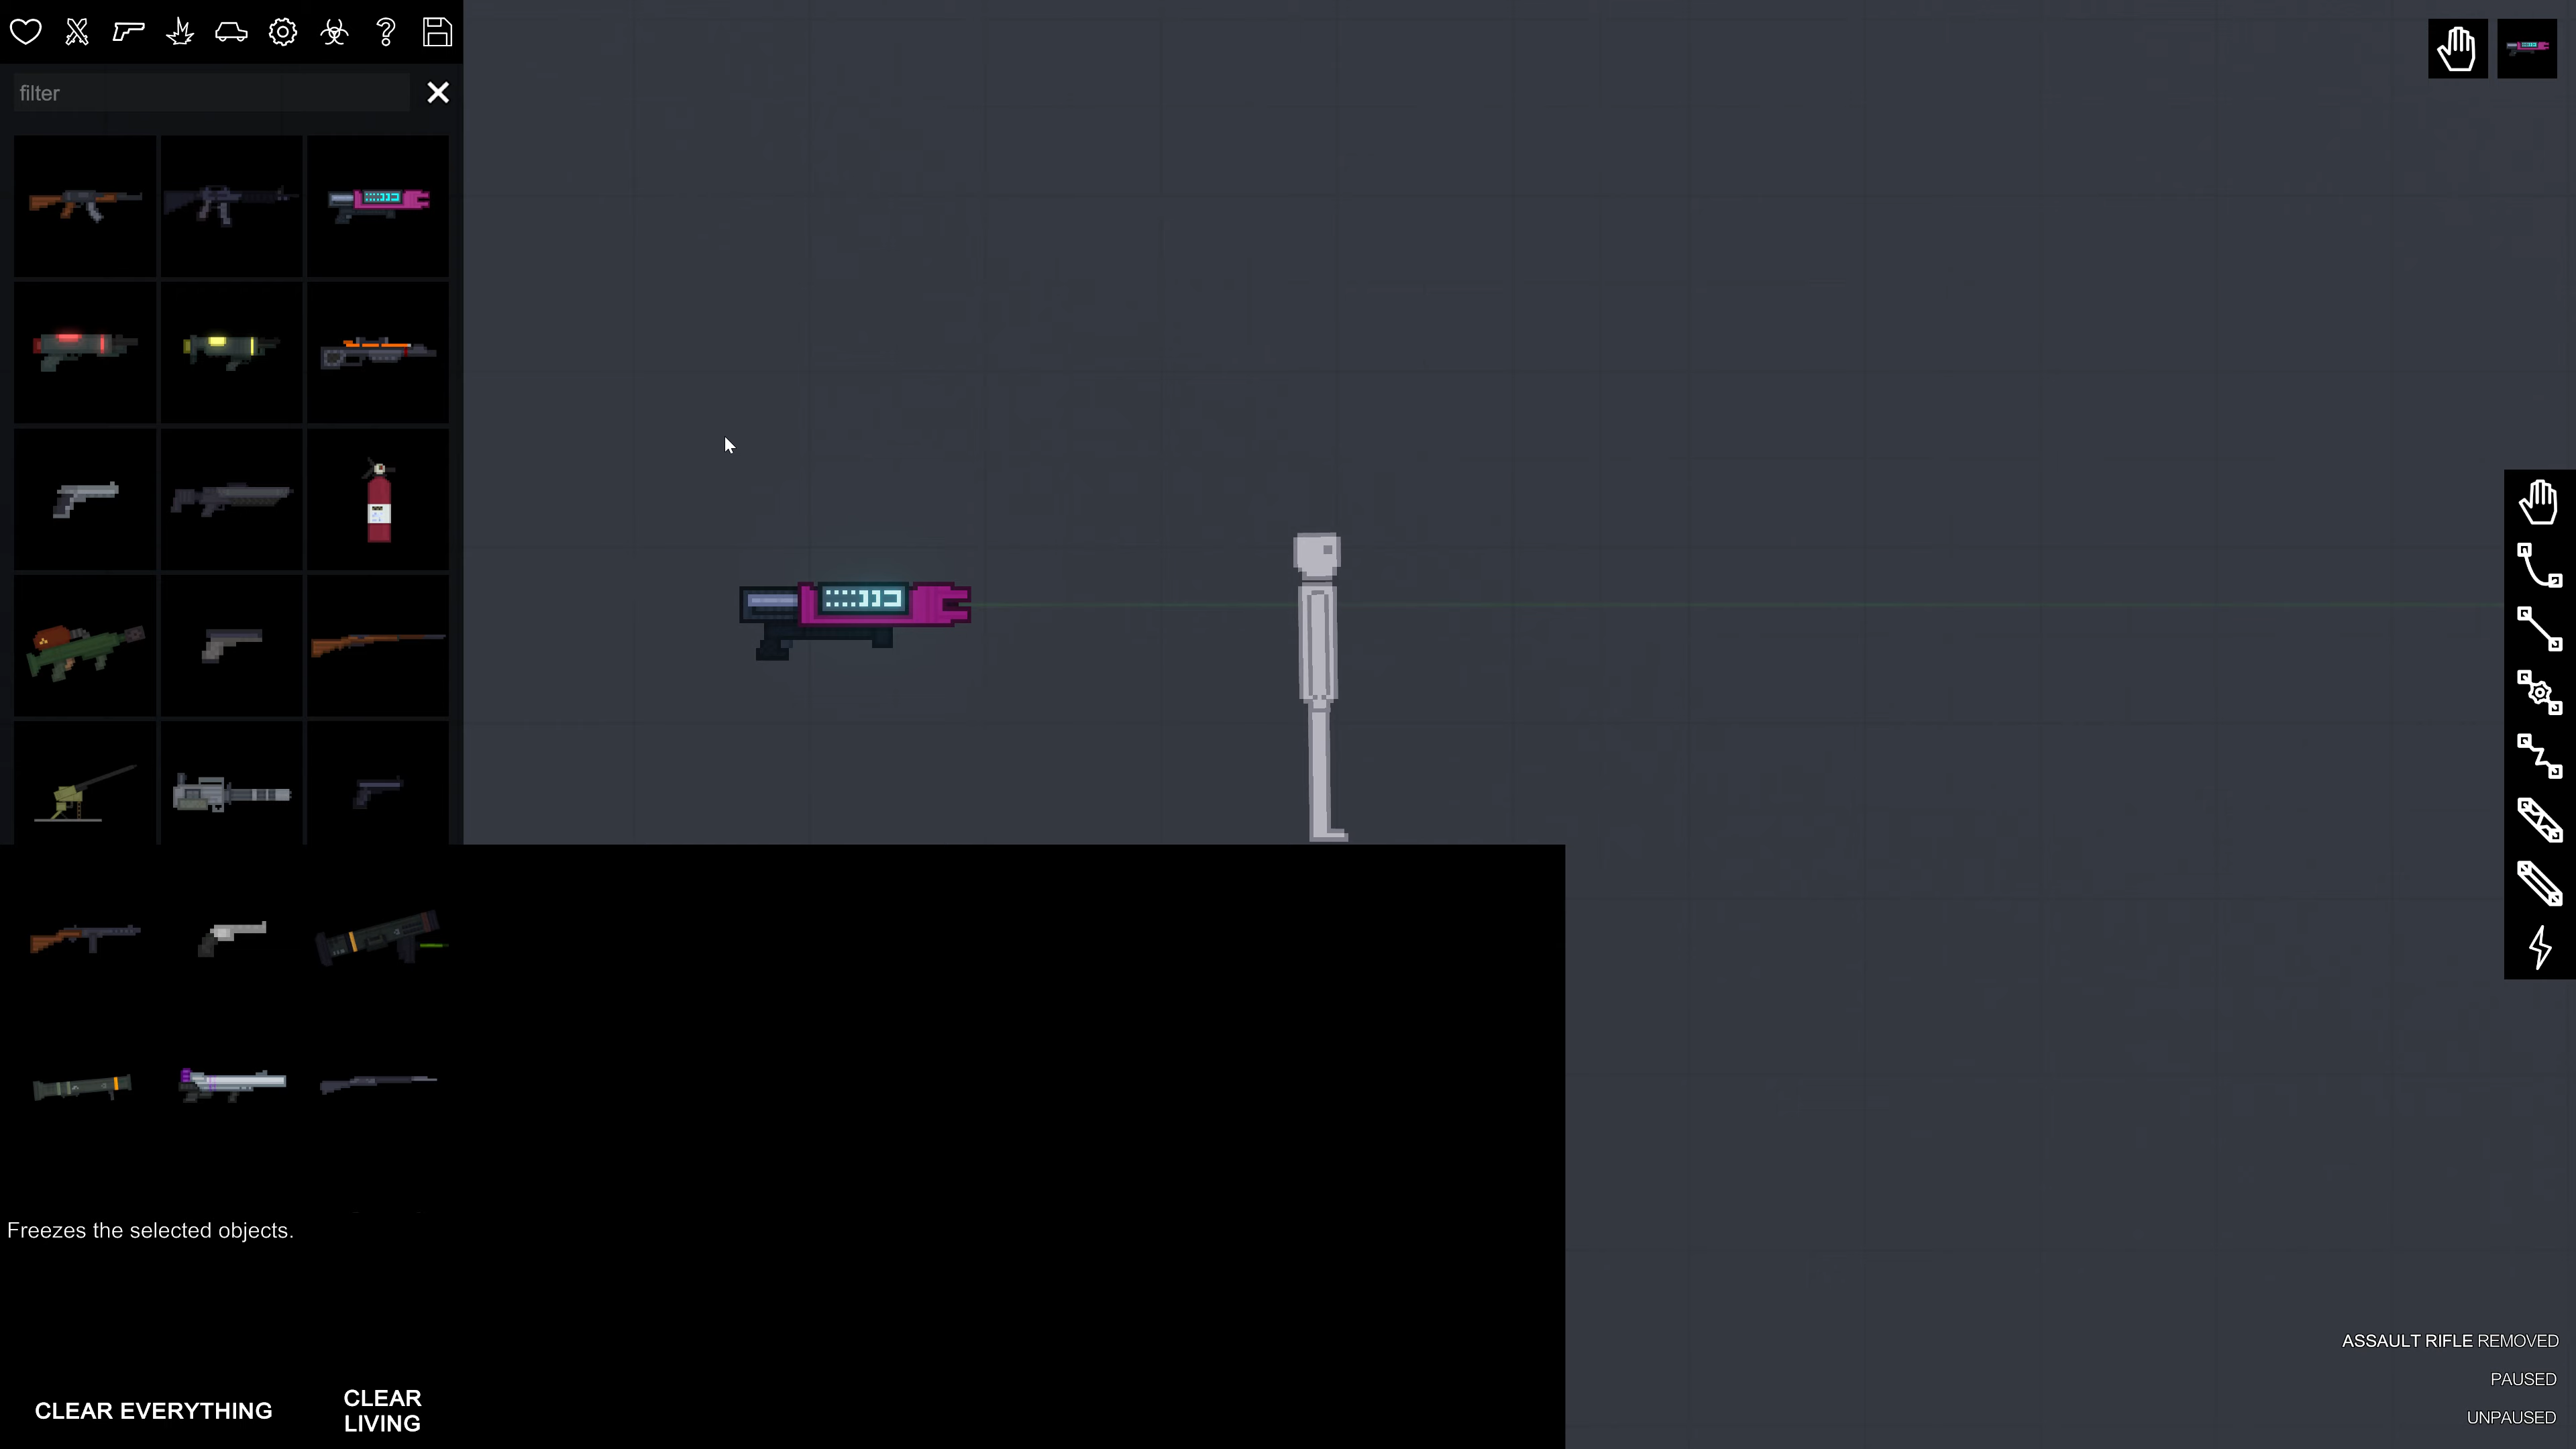 filter
Freezes the selected objects.
ASSAULT RIFLE REMOVED
PAUSED
UNPAUSED
CLEAR EVERYTHING
CLEAR
LIVING